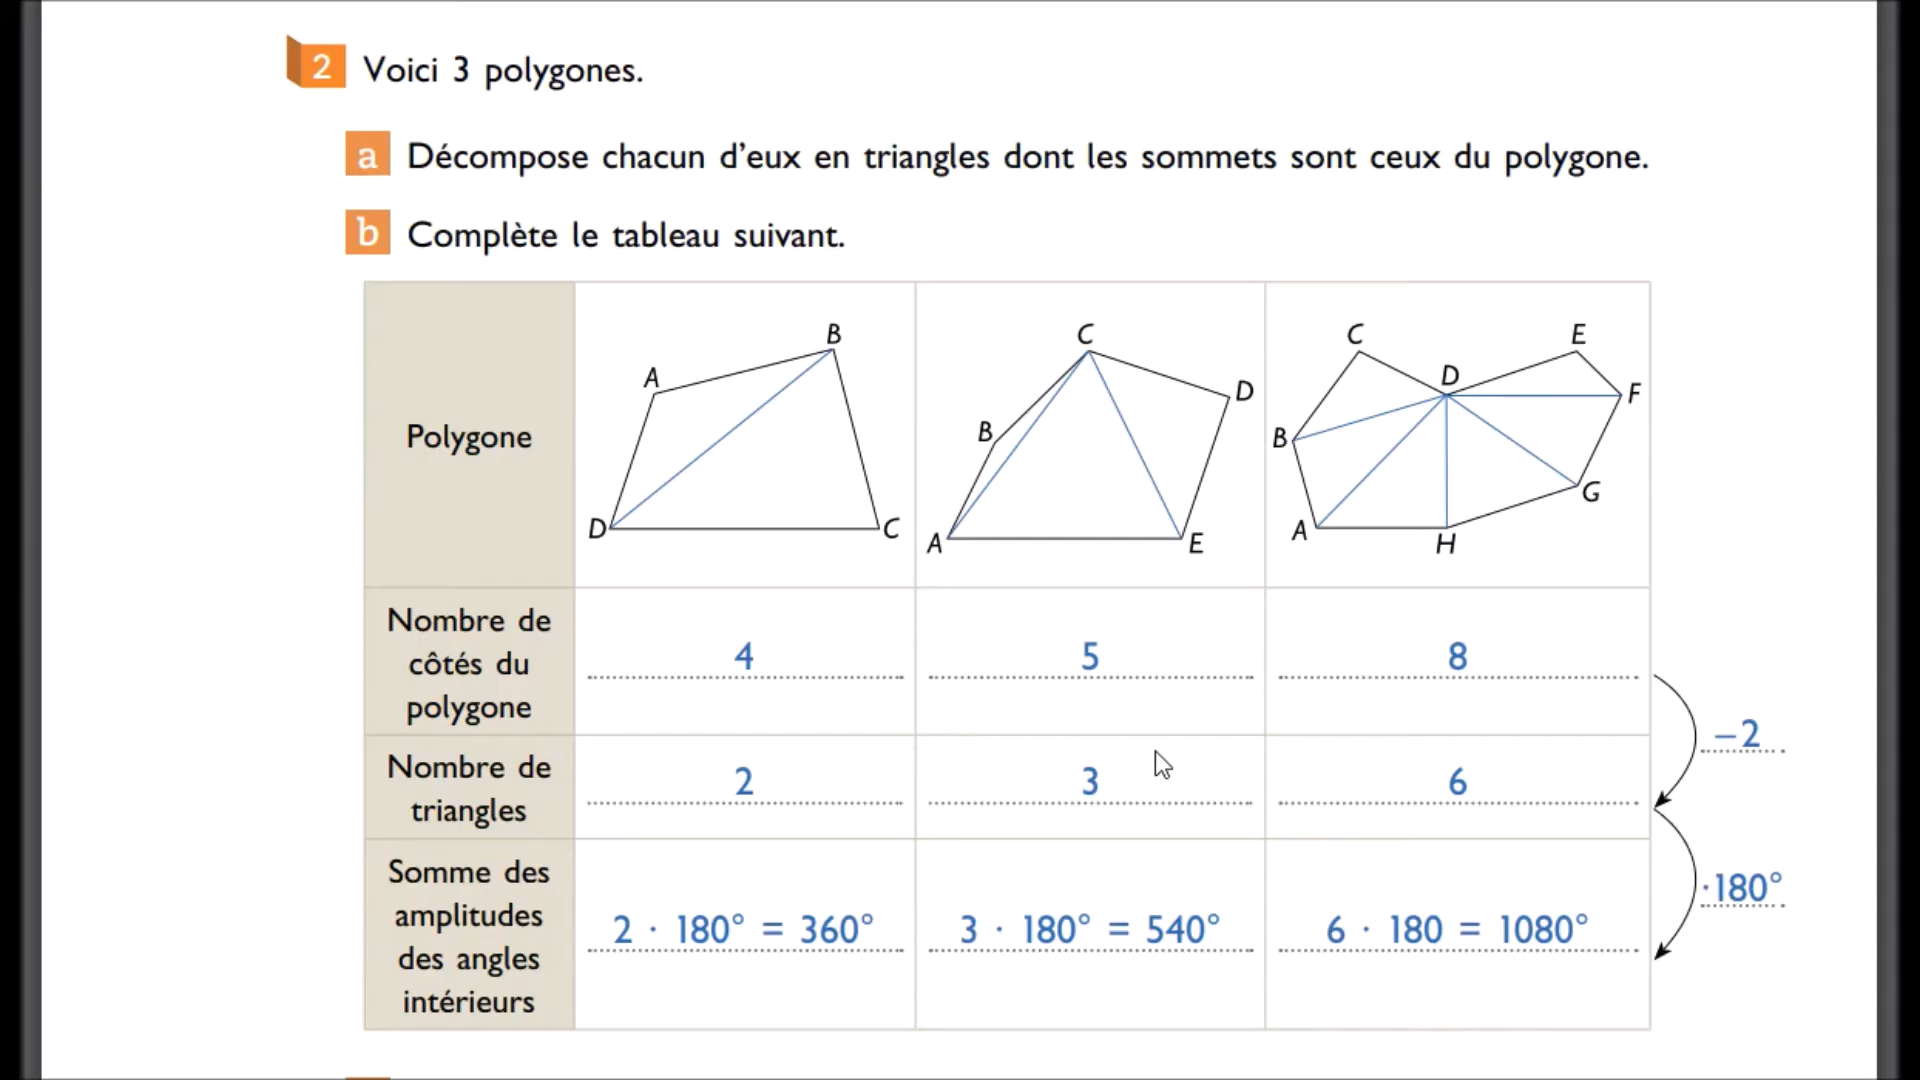 2 Voici 3 polygones.
a Décompose chacun d'eux en triangles dont les sommets sont ceux du polygone.
b Complète le tableau suivant.
Polygone
A B D C
C D B A E
C E D F B G A H
Nombre de
côtés du
polygone
4 5 8
−2
Nombre de
triangles
2 3 6
·180°
Somme des
amplitudes
des angles
intérieurs
2 · 180° = 360°
3 · 180° = 540°
6 · 180 = 1080°